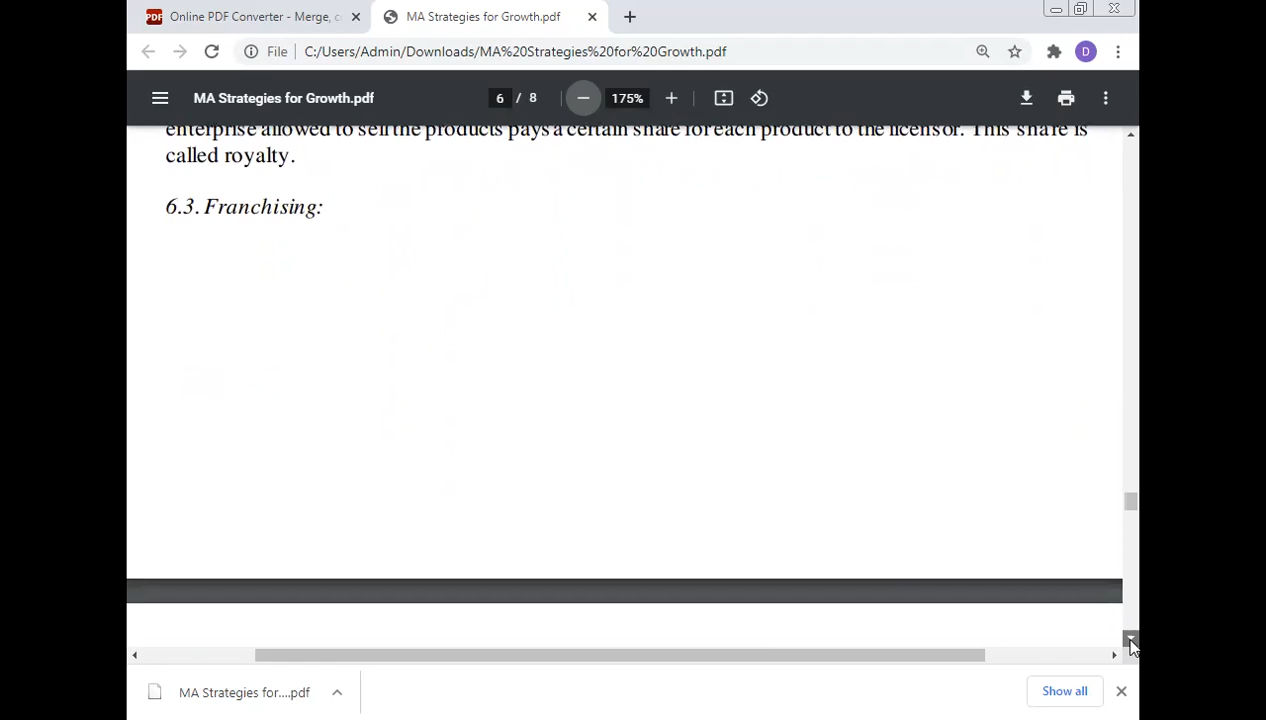 Online PDF Converter - Merge, c
MA Strategies for Growth.pdf
File
C:/Users/Admin/Downloads/MA%20Strategies%20for%20Growth.pdf
D
MA Strategies for Growth.pdf
6 / 8
175%
enterprise allowed to sell the products pays a certain share for each product to the licensor. This share is
called royalty.
6.3. Franchising:
MA Strategies for....pdf
Show all